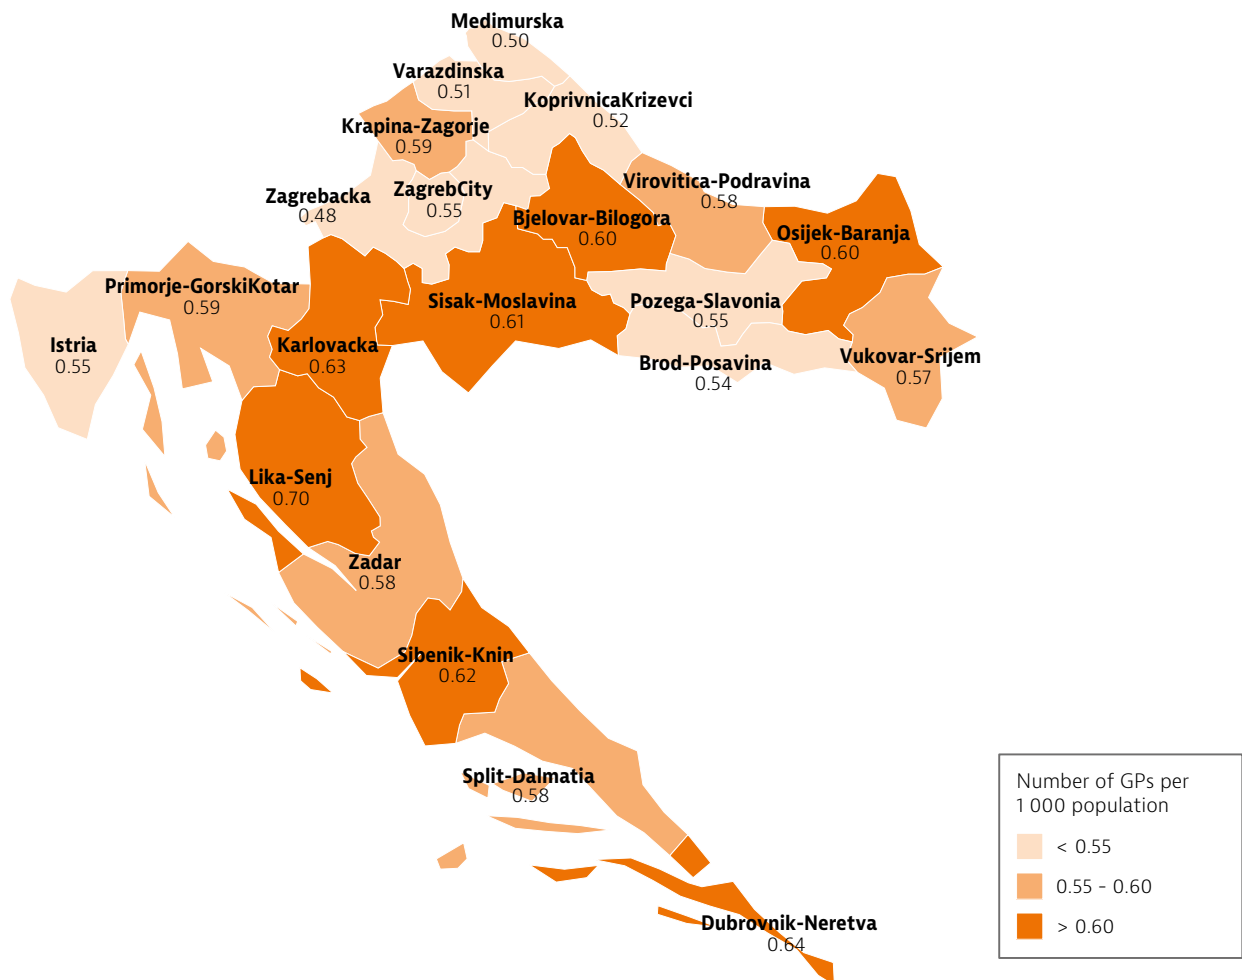 Medimurska
0.50
Varazdinska
0.51
KoprivnicaKrizevci
0.52
Krapina-Zagorje
0.59
Virovitica-Podravina
0.58
Zagrebacka
0.48
ZagrebCity
0.55
Bjelovar-Bilogora
0.60
Osijek-Baranja
0.60
Primorje-GorskiKotar
0.59
Sisak-Moslavina
0.61
Pozega-Slavonia
0.55
Istria
0.55
Karlovacka
0.63
Brod-Posavina
0.54
Vukovar-Srijem
0.57
Lika-Senj
0.70
Zadar
0.58
Sibenik-Knin
0.62
Split-Dalmatia
0.58
Dubrovnik-Neretva
0.64
Number of GPs per
1 000 population
< 0.55
0.55 - 0.60
> 0.60